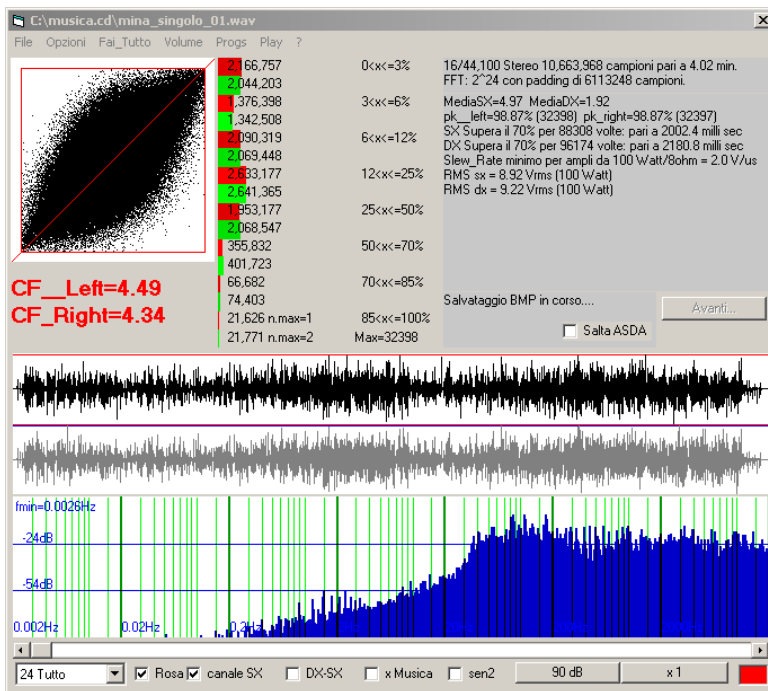 C:\musica.cd\mina_singolo_01.wav
File Opzioni Fai_Tutto Volume Progs Play ?
2,166,757 0<x<=3%
2,044,203
1,376,398 3<x<=6%
1,342,508
2,090,319 6<x<=12%
2,069,448
2,633,177 12<x<=25%
2,641,365
1,953,177 25<x<=50%
2,068,547
355,832 50<x<=70%
401,723
66,682 70<x<=85%
74,403
21,626 n.max=1 85<x<=100%
21,771 n.max=2 Max=32398
CF__Left=4.49
CF_Right=4.34
16/44,100 Stereo 10,663,968 campioni pari a 4.02 min.
FFT: 2^24 con padding di 6113248 campioni.
MediaSX=4.97 MediaDX=1.92
pk__left=98.87% (32398) pk_right=98.87% (32397)
SX Supera il 70% per 88308 volte: pari a 2002.4 milli sec
DX Supera il 70% per 96174 volte: pari a 2180.8 milli sec
Slew_Rate minimo per ampli da 100 Watt/8ohm = 2.0 V/us
RMS sx = 8.92 Vrms (100 Watt)
RMS dx = 9.22 Vrms (100 Watt)
Salvataggio BMP in corso....
Avanti...
Salta ASDA
fmin=0.0026Hz
-24dB
-54dB
0.002Hz 0.02Hz 0.2Hz
24 Tutto Rosa canale SX DX-SX x Musica sen2 90 dB x 1